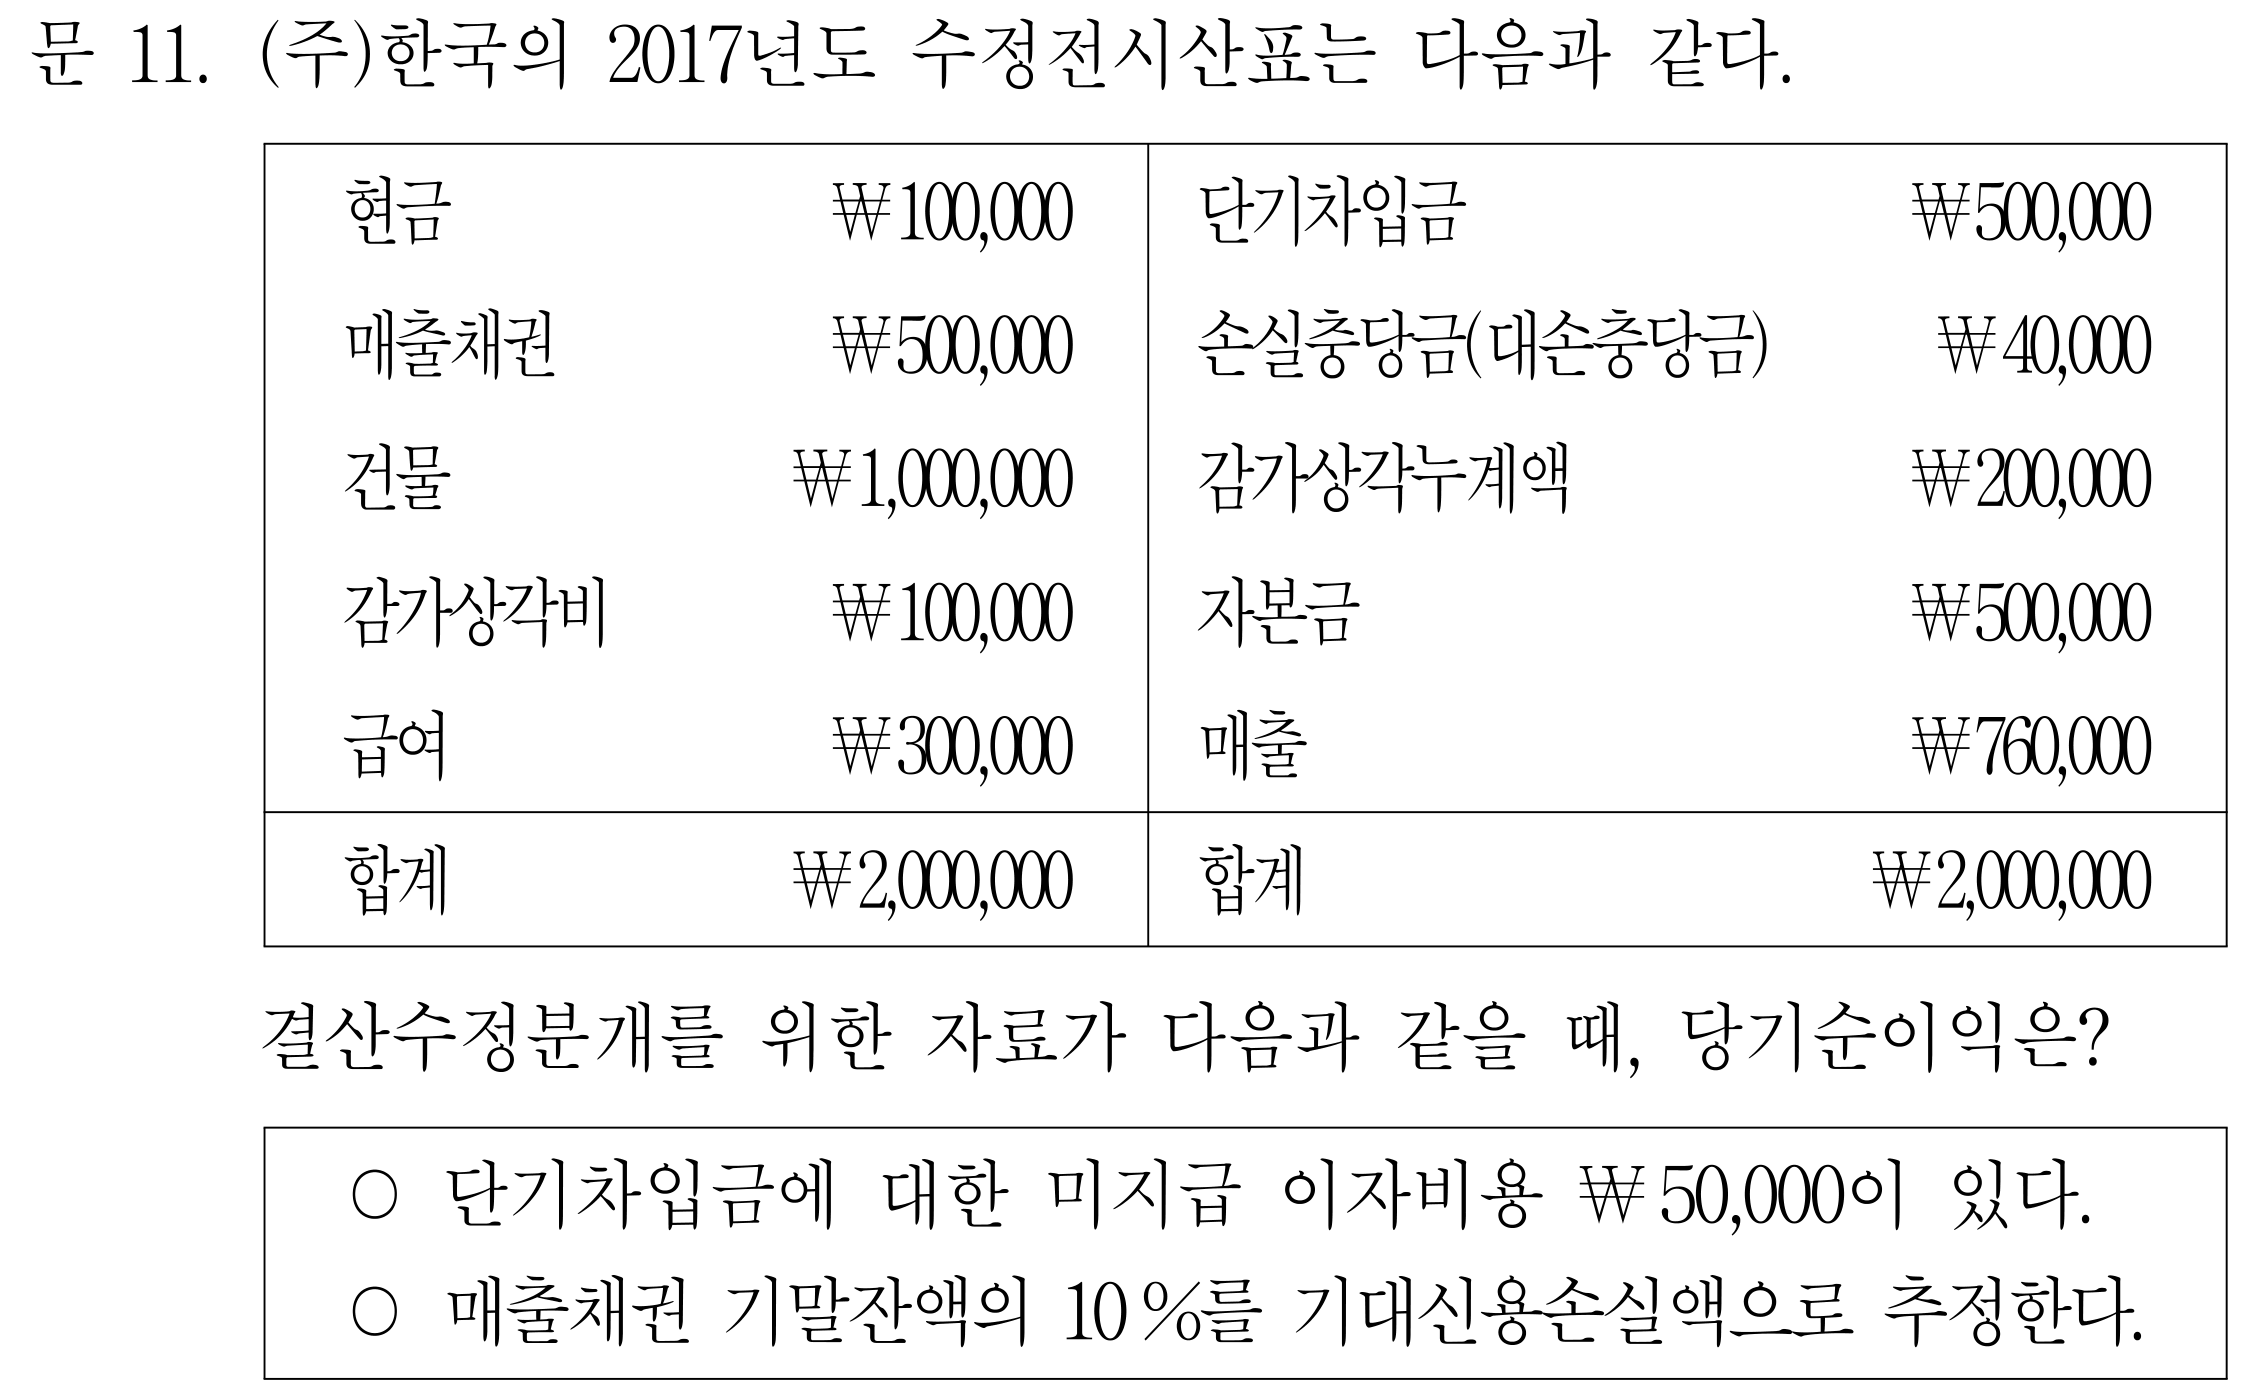 문 11. (주)한국의 2017년도 수정전시산표는 다음과 같다.
현금 ₩100,000 단기차입금 ₩500,000
매출채권 ₩500,000 손실충당금(대손충당금) ₩40,000
건물 ₩1,000,000 감가상각누계액 ₩200,000
감가상각비 ₩100,000 자본금 ₩500,000
급여 ₩300,000 매출 ₩760,000
합계 ₩2,000,000 합계 ₩2,000,000
결산수정분개를 위한 자료가 다음과 같을 때, 당기순이익은?
○ 단기차입금에 대한 미지급 이자비용 ₩50,000이 있다.
○ 매출채권 기말잔액의 10 %를 기대신용손실액으로 추정한다.